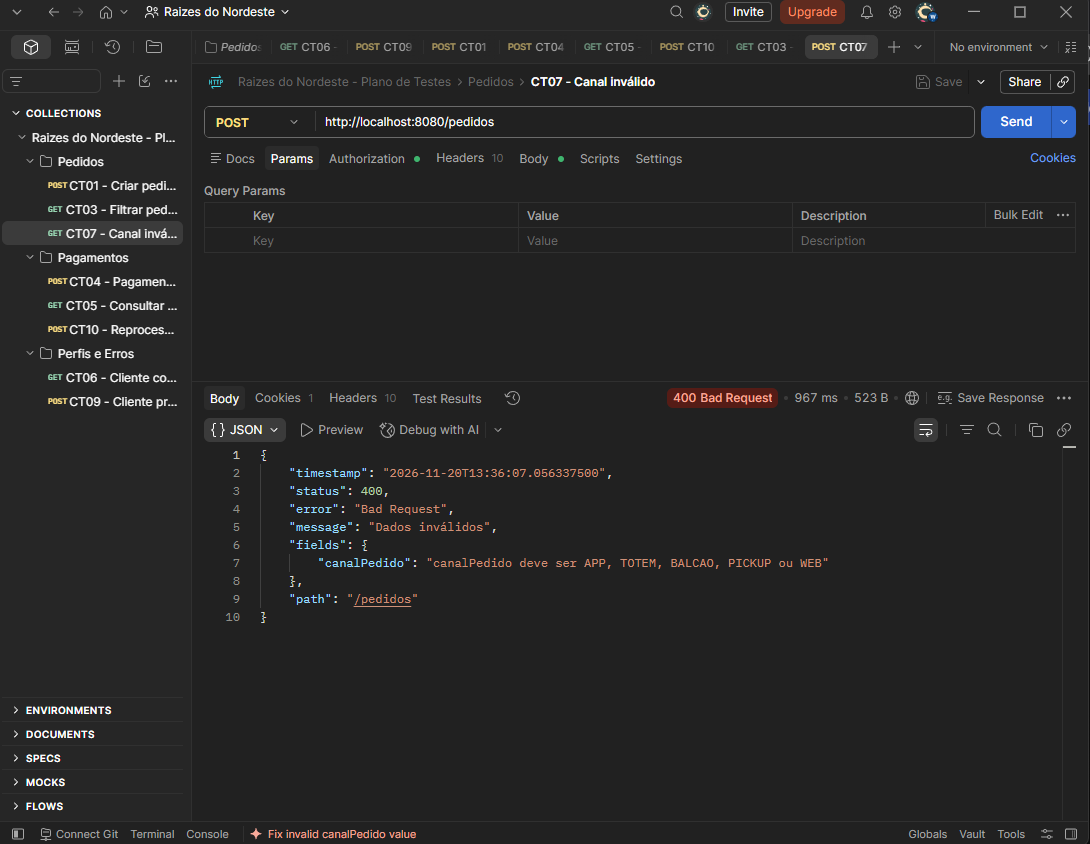 Raizes do Nordeste
Invite
Upgrade
Pedidos
GET CT06
POST CT09
POST CT01
POST CT04
GET CT05
POST CT10
GET CT03
POST CT07
No environment
HTTP
Raizes do Nordeste - Plano de Testes > Pedidos > CT07 - Canal inválido
Save
Share
POST
http://localhost:8080/pedidos
Send
Docs
Params
Authorization
Headers 10
Body
Scripts
Settings
Cookies
Query Params
Key Value Description Bulk Edit
Key Value Description
COLLECTIONS
Raizes do Nordeste - Pl...
Pedidos
POST CT01 - Criar pedi...
GET CT03 - Filtrar ped...
GET CT07 - Canal invá...
Pagamentos
POST CT04 - Pagamen...
GET CT05 - Consultar ...
POST CT10 - Reproces...
Perfis e Erros
GET CT06 - Cliente co...
POST CT09 - Cliente pr...
ENVIRONMENTS
DOCUMENTS
SPECS
MOCKS
FLOWS
Body
Cookies 1
Headers 10
Test Results
400 Bad Request
967 ms
523 B
e.g. Save Response
{} JSON
Preview
Debug with AI
1 {
2 "timestamp": "2026-11-20T13:36:07.056337500",
3 "status": 400,
4 "error": "Bad Request",
5 "message": "Dados inválidos",
6 "fields": {
7 "canalPedido": "canalPedido deve ser APP, TOTEM, BALCAO, PICKUP ou WEB"
8 },
9 "path": "/pedidos"
10 }
Connect Git
Terminal
Console
Fix invalid canalPedido value
Globals
Vault
Tools